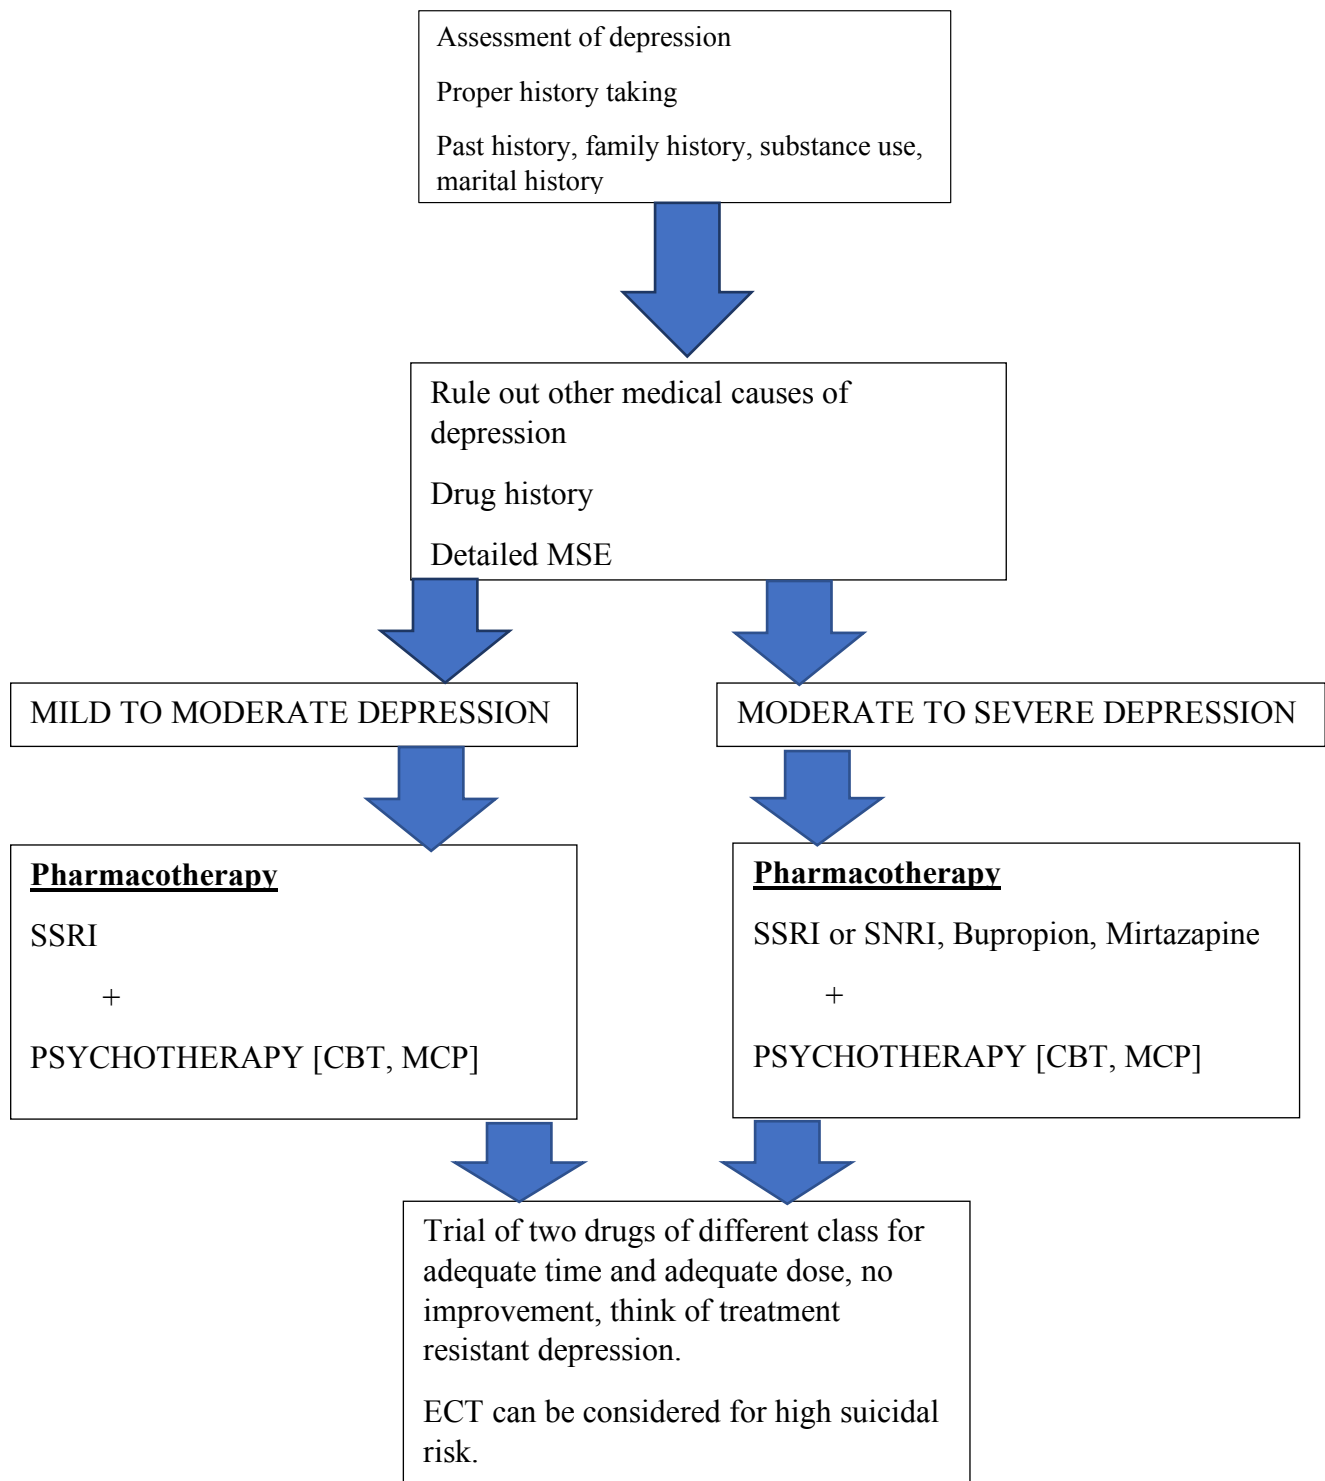 Assessment of depression
Proper history taking
Past history, family history, substance use,
marital history
Rule out other medical causes of
depression
Drug history
Detailed MSE
MILD TO MODERATE DEPRESSION
MODERATE TO SEVERE DEPRESSION
Pharmacotherapy
SSRI
+
PSYCHOTHERAPY [CBT, MCP]
Pharmacotherapy
SSRI or SNRI, Bupropion, Mirtazapine
+
PSYCHOTHERAPY [CBT, MCP]
Trial of two drugs of different class for
adequate time and adequate dose, no
improvement, think of treatment
resistant depression.
ECT can be considered for high suicidal
risk.